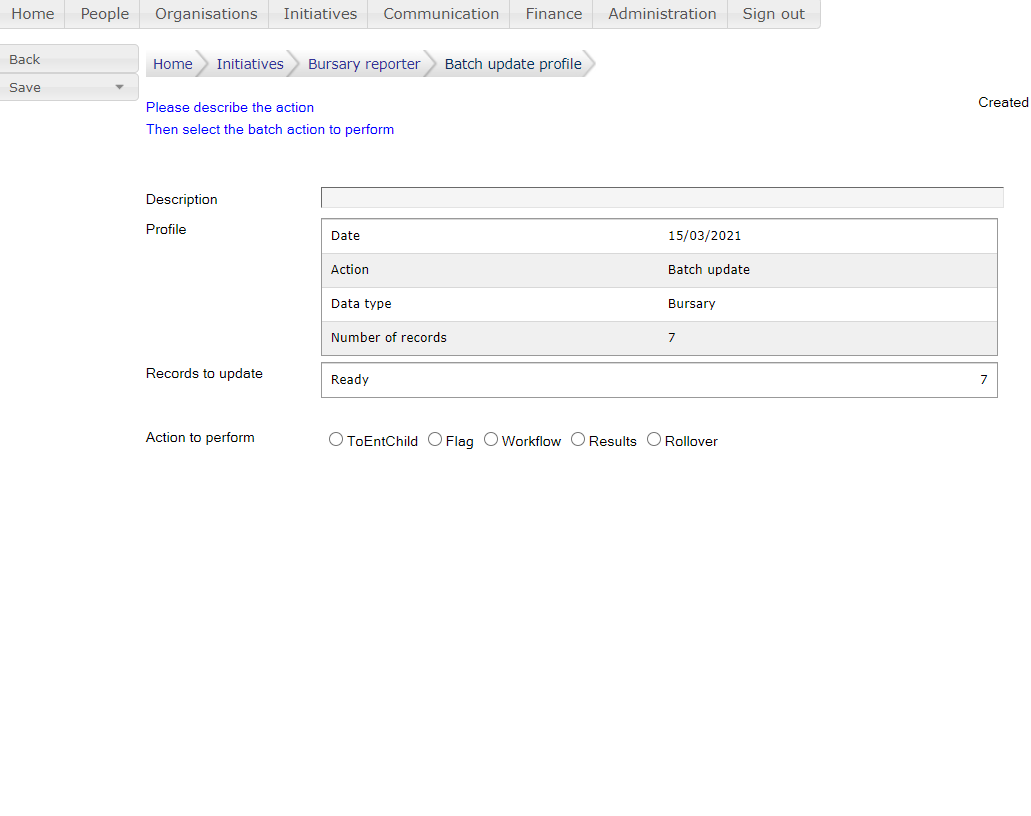 Home People Organisations Initiatives Communication Finance Administration Sign out
Back
Save
Home Initiatives Bursary reporter Batch update profile
Please describe the action
Created
Then select the batch action to perform
Description
Profile
Date 15/03/2021
Action Batch update
Data type Bursary
Number of records 7
Records to update
Ready 7
Action to perform
ToEntChild Flag Workflow Results Rollover